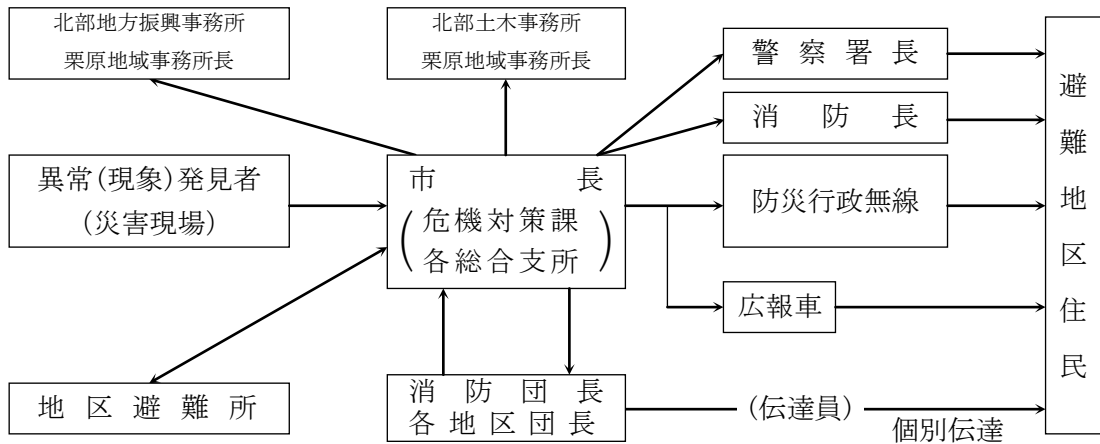 北部地方振興事務所
栗原地域事務所長
北部土木事務所
栗原地域事務所長
警察署長
消防長
異常(現象)発見者
(災害現場)
市長
(危機対策課
各総合支所)
防災行政無線
広報車
地区避難所
消防団長
各地区団長
(伝達員)
個別伝達
避難地区住民